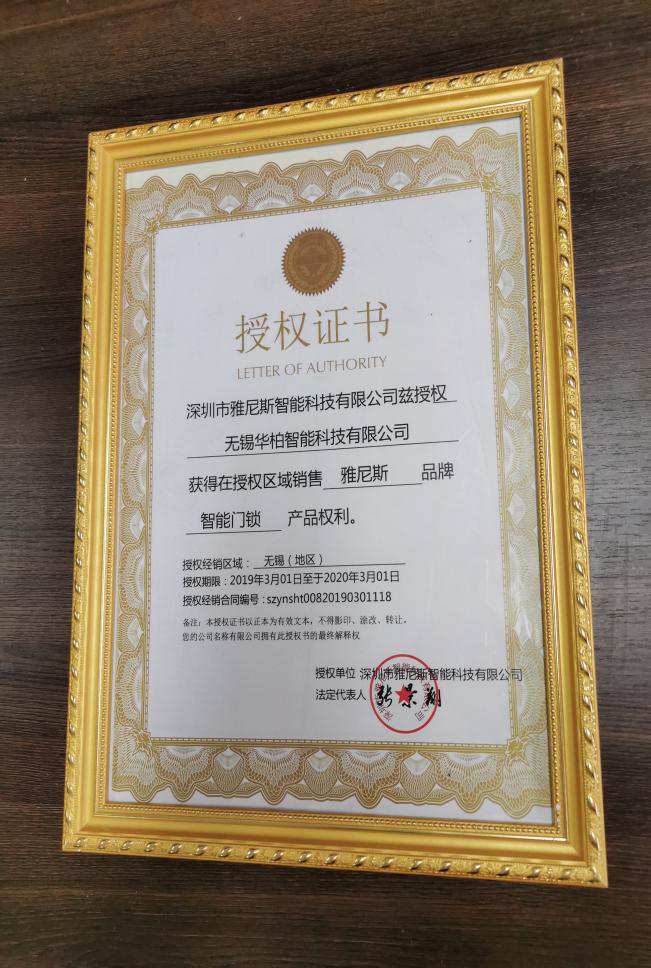 授权证书
LETTER OF AUTHORITY
深圳市雅尼斯智能科技有限公司兹授权
无锡华柏智能科技有限公司
获得在授权区域销售 雅尼斯 品牌
智能门锁 产品权利。
授权经销区域：无锡（地区）
授权期限：2019年3月01日至于2020年3月01日
授权经销合同编号：szynsht00820190301118
备注：本授权证书以正本为有效文本，不得影印、涂改、转让。
您的公司名称有限公司拥有此授权书的最终解释权
授权单位 深圳市雅尼斯智能科技有限公司
法定代表人 张景翔